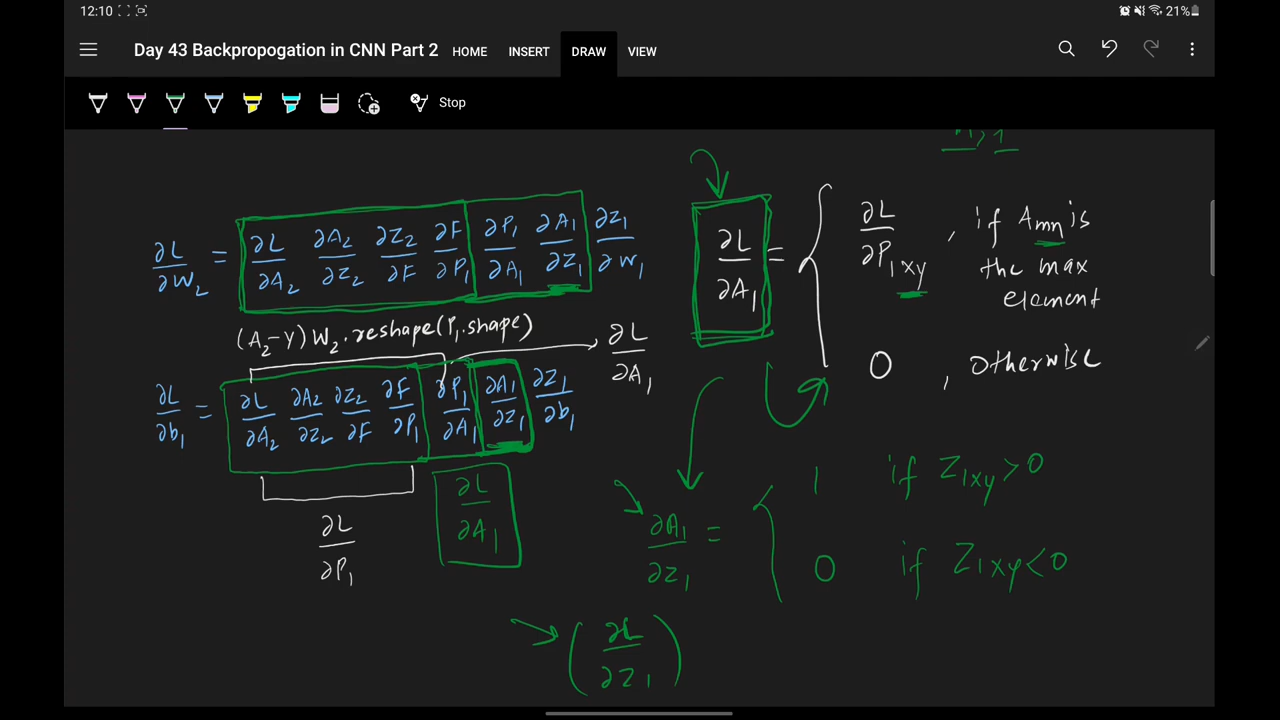 12:10
21%
Day 43 Backpropogation in CNN Part 2 HOME INSERT DRAW VIEW
Stop
∂L/∂W₂ = ∂L/∂A₂ ∂A₂/∂Z₂ ∂Z₂/∂F ∂F/∂P₁ ∂P₁/∂A₁ ∂A₁/∂Z₁ ∂Z₁/∂W₁
(A₂-Y)W₂.reshape(P₁.shape)
∂L/∂A₁
∂L/∂b₁ = ∂L/∂A₂ ∂A₂/∂Z₂ ∂Z₂/∂F ∂F/∂P₁ ∂P₁/∂A₁ ∂A₁/∂Z₁ ∂Z₁/∂b₁
∂L/∂P₁
∂L/∂A₁
∂L/∂A₁ = { ∂L/∂P₁xy , if Amn is
the max
element
0 , otherwise
∂A₁/∂Z₁ = { 1 if Z₁xy>0
0 if Z₁xy<0
(∂L/∂Z₁)